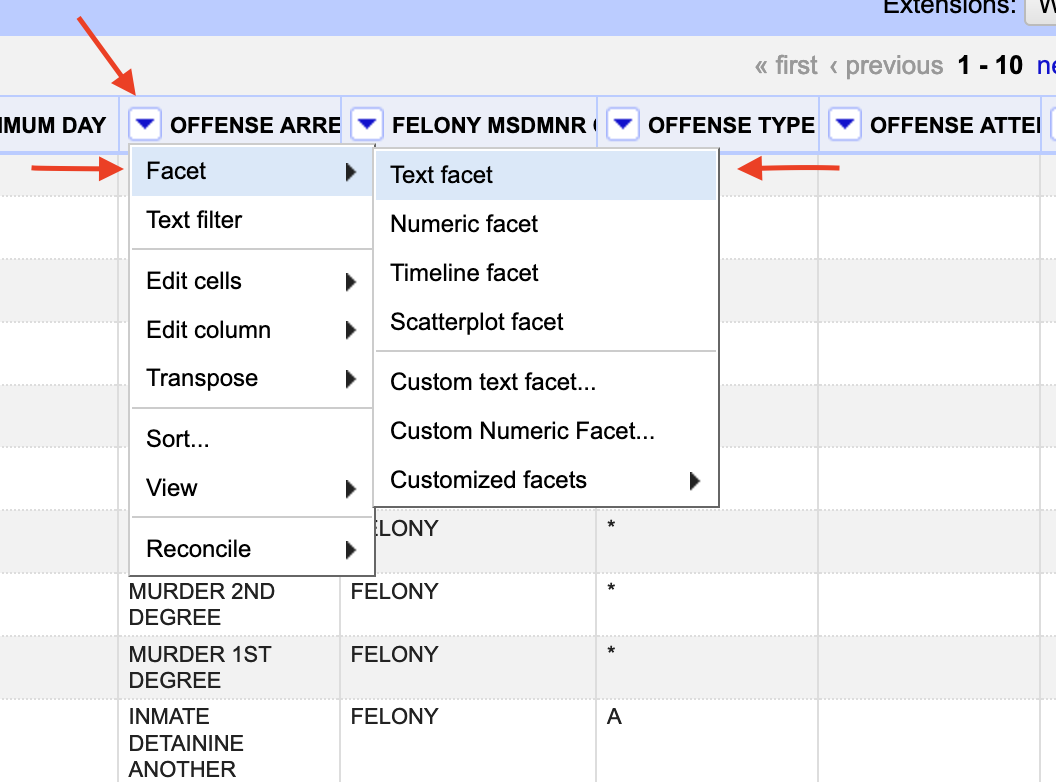 Extensions:
« first ‹ previous 1 - 10
IMUM DAY OFFENSE ARRE FELONY MSDMNR OFFENSE TYPE OFFENSE ATTE
Facet
Text filter
Edit cells
Edit column
Transpose
Sort...
View
Reconcile
Text facet
Numeric facet
Timeline facet
Scatterplot facet
Custom text facet...
Custom Numeric Facet...
Customized facets
ELONY *
MURDER 2ND FELONY *
DEGREE
MURDER 1ST FELONY *
DEGREE
INMATE FELONY A
DETAININE
ANOTHER